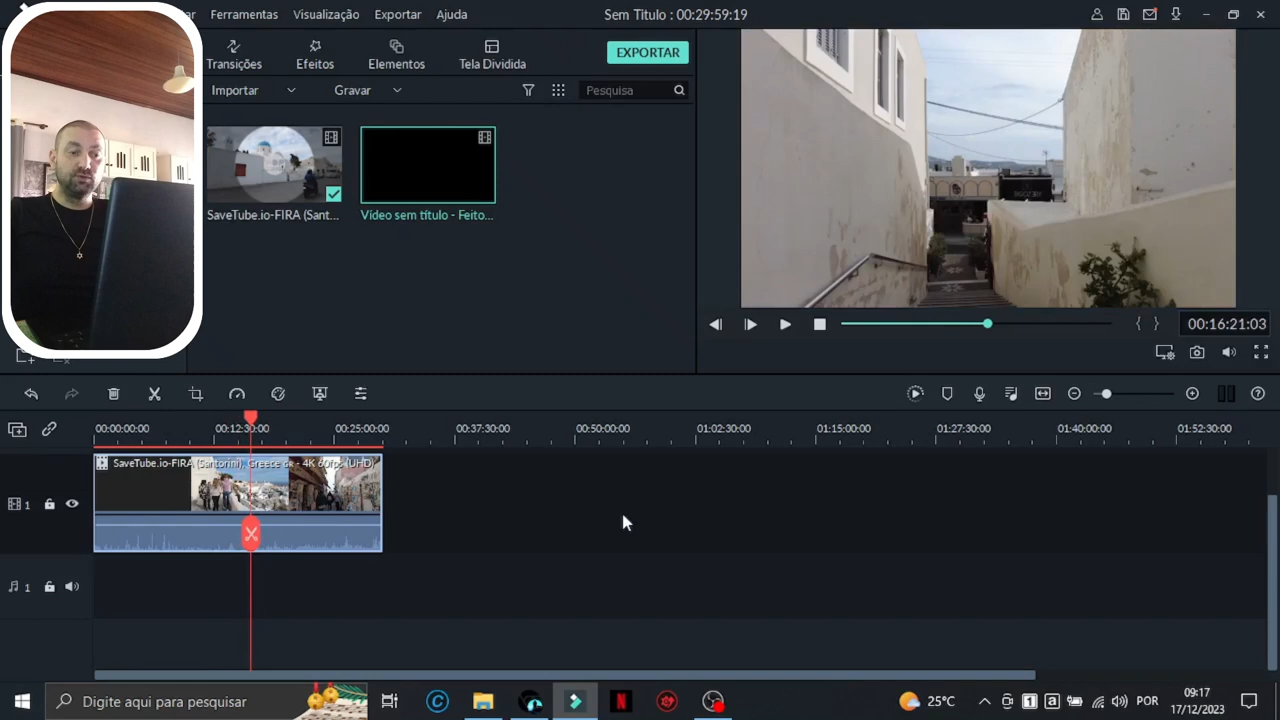 Ferramentas Visualização Exportar Ajuda
Sem Titulo : 00:29:59:19
Transições Efeitos Elementos Tela Dividida
EXPORTAR
Importar Gravar Pesquisa
SaveTube.io-FIRA (Sant...
Vídeo sem título - Feito...
00:16:21:03
00:00:00:00 00:12:30:00 00:25:00:00 00:37:30:00 00:50:00:00 01:02:30:00 01:15:00:00 01:27:30:00 01:40:00:00 01:52:30:00
SaveTube.io-FIRA (Santorini), Greece de - 4K 60fps (UHD)
1
1
Digite aqui para pesquisar
25°C
POR
09:17
17/12/2023